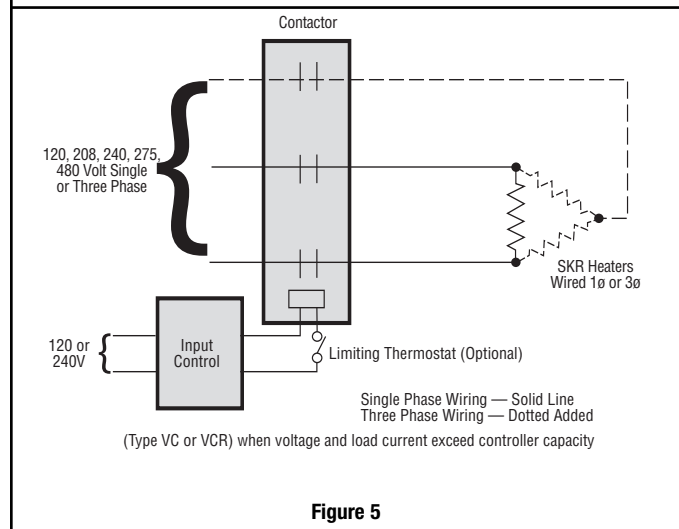 Contactor
120, 208, 240, 275,
480 Volt Single
or Three Phase
SKR Heaters
Wired 1ø or 3ø
120 or
240V
Input
Control
Limiting Thermostat (Optional)
Single Phase Wiring — Solid Line
Three Phase Wiring — Dotted Added
(Type VC or VCR) when voltage and load current exceed controller capacity
Figure 5